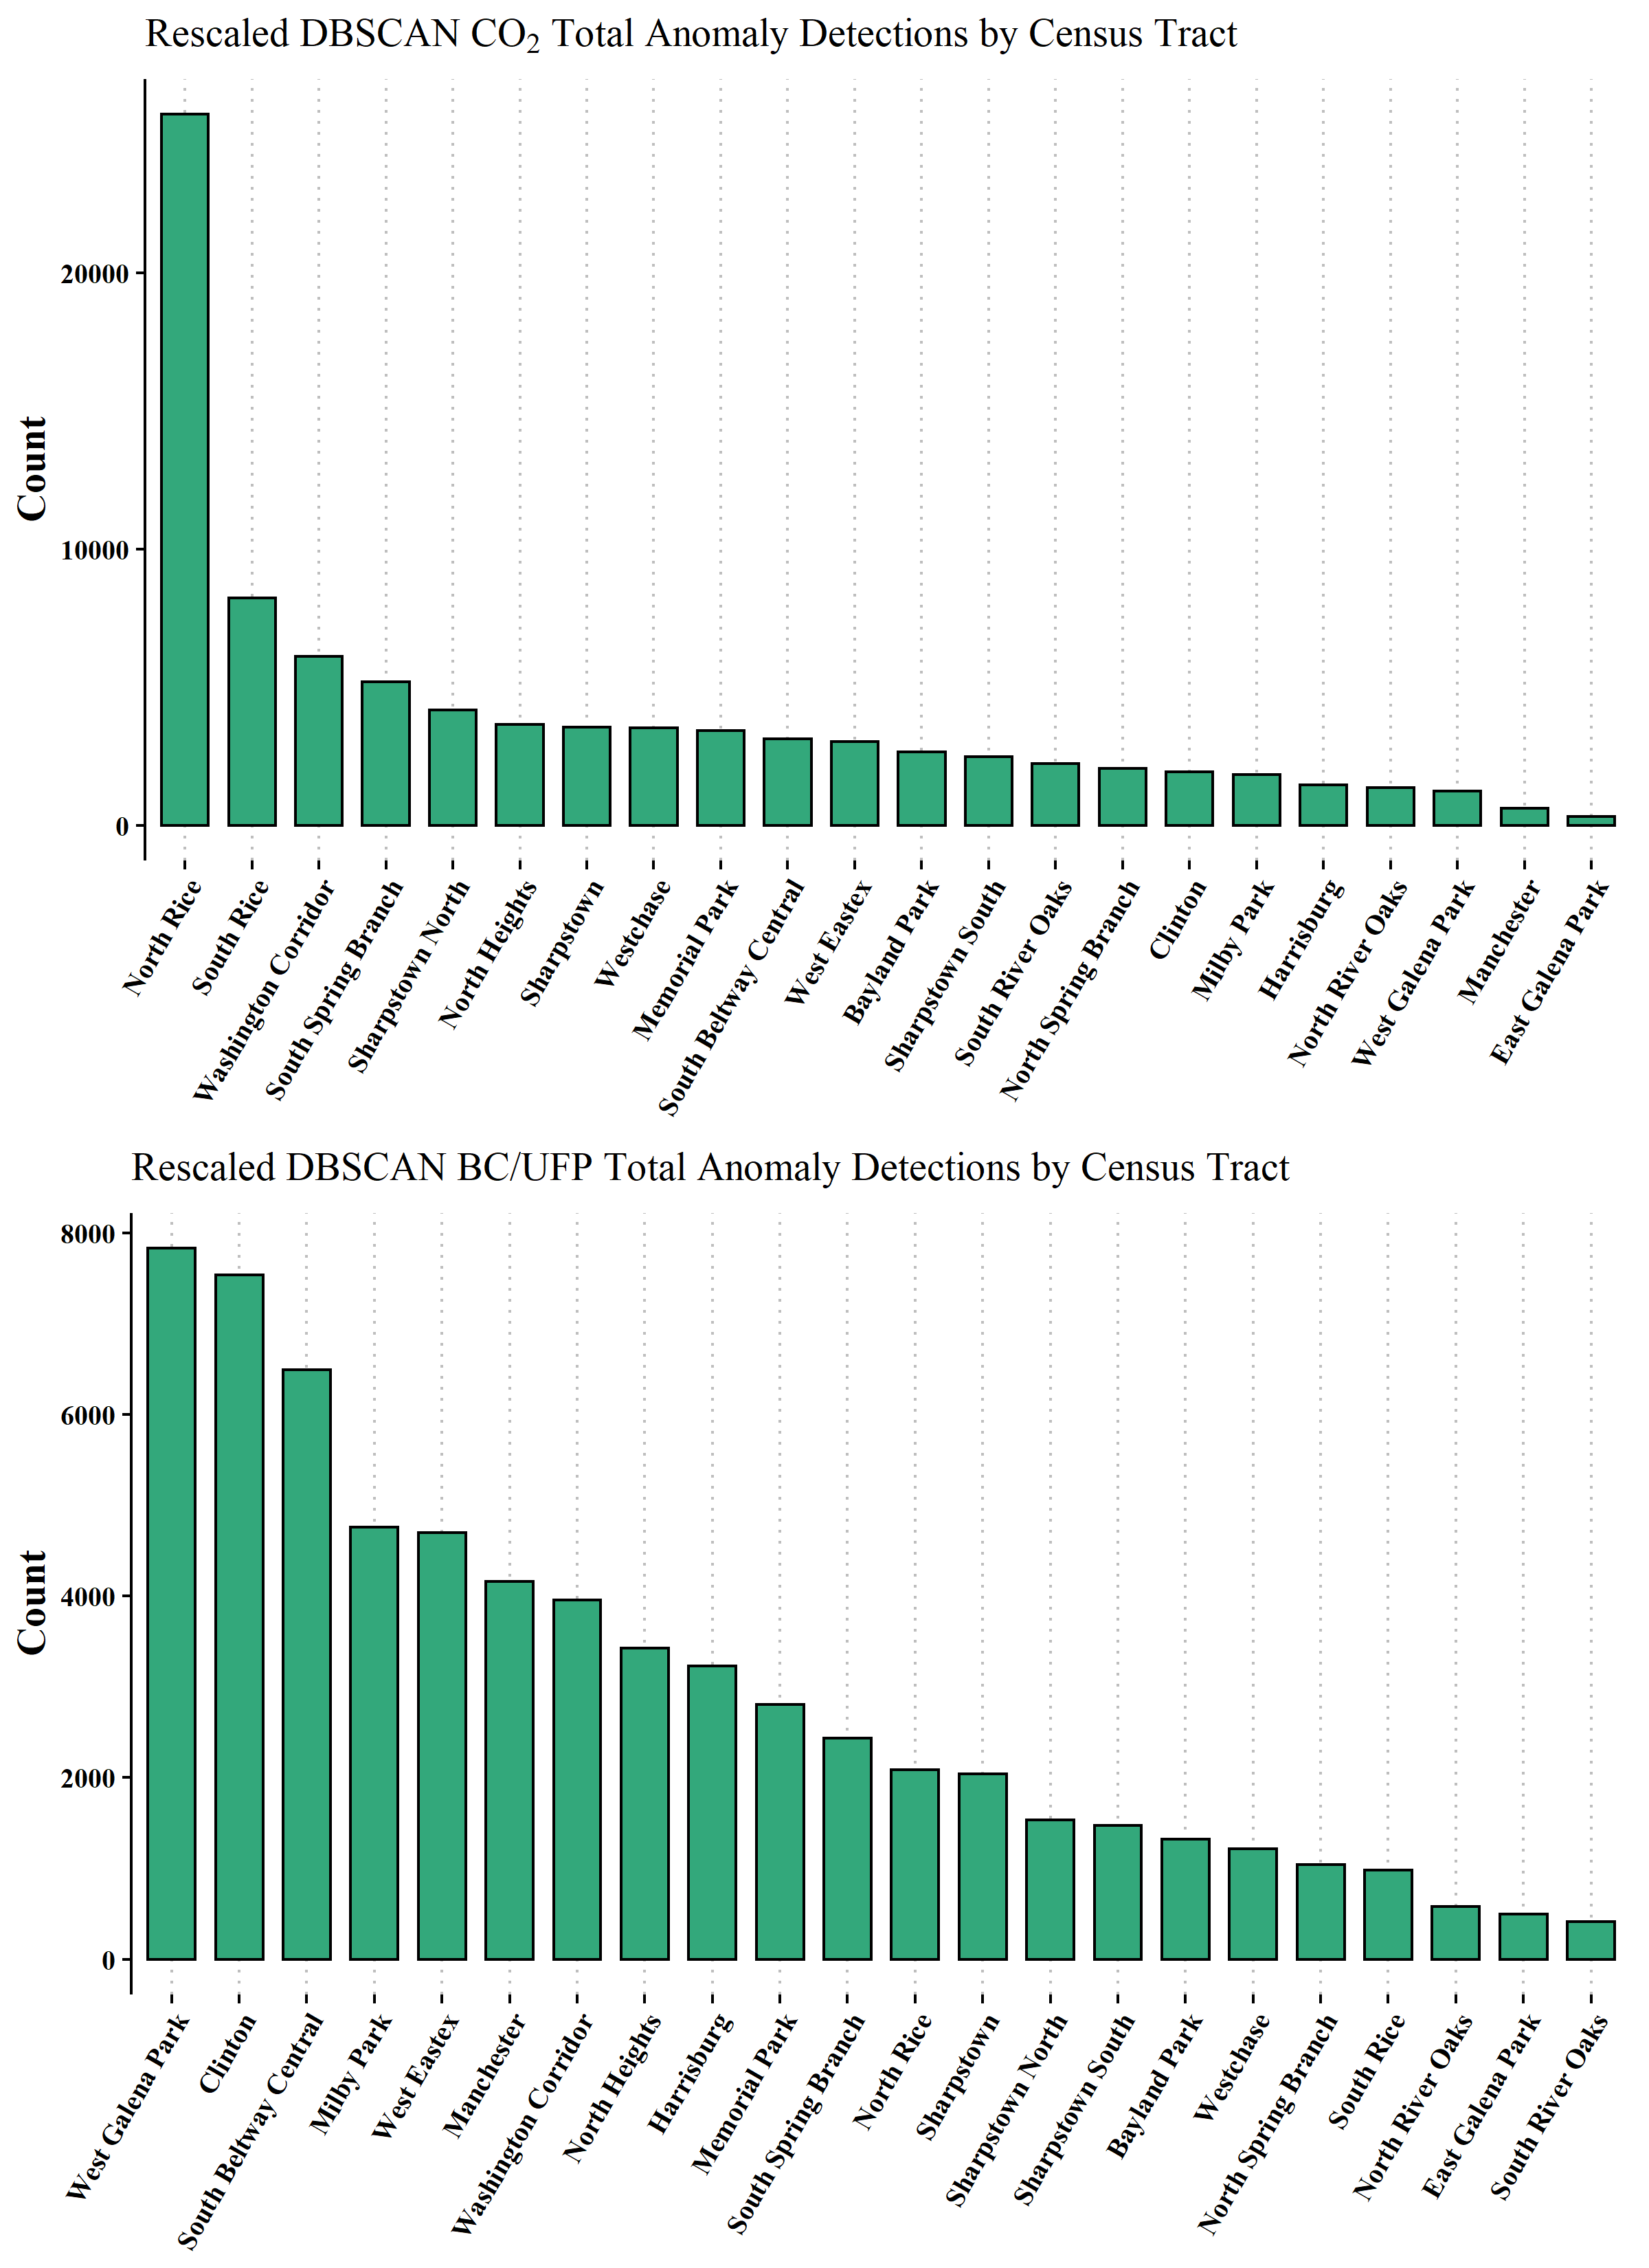 Rescaled DBSCAN CO₂ Total Anomaly Detections by Census Tract
Count
20000
10000
0
North Rice
South Rice
Washington Corridor
South Spring Branch
Sharpstown North
North Heights
Sharpstown
Westchase
Memorial Park
South Beltway Central
West Eastex
Bayland Park
Sharpstown South
South River Oaks
North Spring Branch
Clinton
Milby Park
Harrisburg
North River Oaks
West Galena Park
Manchester
East Galena Park
Rescaled DBSCAN BC/UFP Total Anomaly Detections by Census Tract
Count
8000
6000
4000
2000
0
West Galena Park
Clinton
South Beltway Central
Milby Park
West Eastex
Manchester
Washington Corridor
North Heights
Harrisburg
Memorial Park
South Spring Branch
North Rice
Sharpstown
Sharpstown North
Sharpstown South
Bayland Park
Westchase
North Spring Branch
South Rice
North River Oaks
East Galena Park
South River Oaks